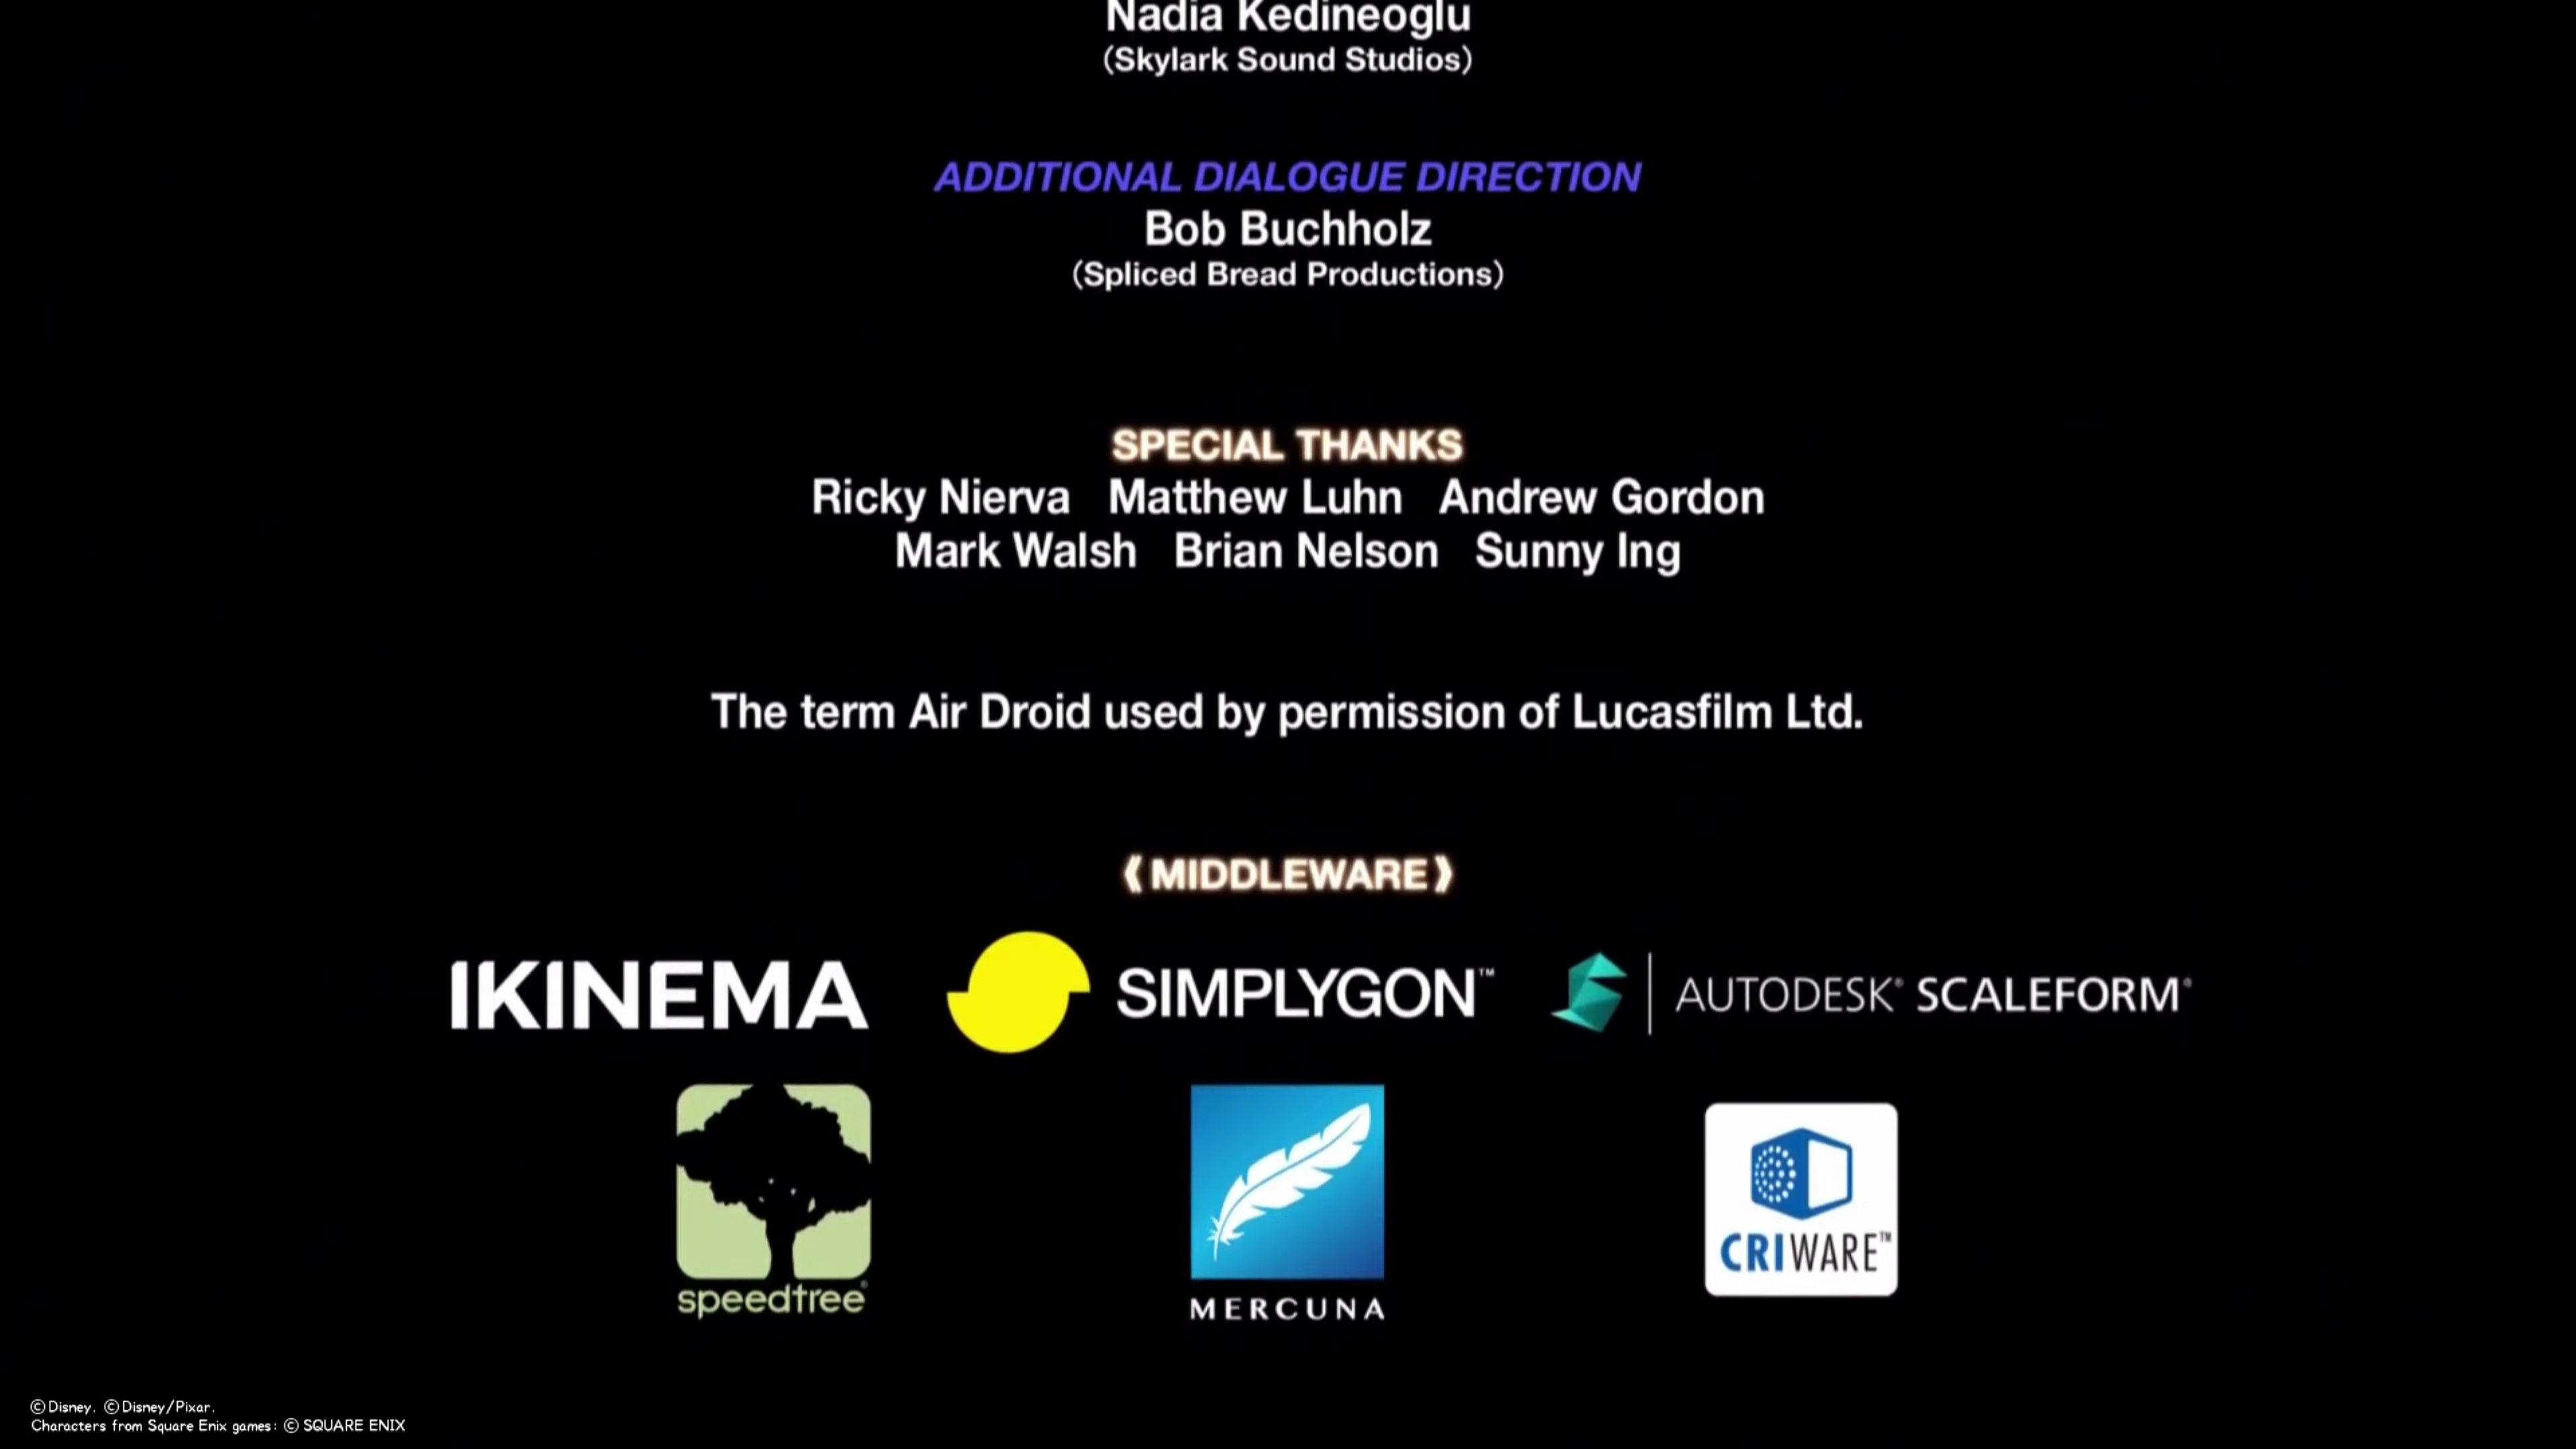 Nadia Kedineoglu
(Skylark Sound Studios)
ADDITIONAL DIALOGUE DIRECTION
Bob Buchholz
(Spliced Bread Productions)
SPECIAL THANKS
Ricky Nierva Matthew Luhn Andrew Gordon
Mark Walsh Brian Nelson Sunny Ing
The term Air Droid used by permission of Lucasfilm Ltd.
《MIDDLEWARE》
IKINEMA SIMPLYGON™ AUTODESK® SCALEFORM®
speedtree® MERCUNA CRIWARE™
©Disney. ©Disney/Pixar.
Characters from Square Enix games: © SQUARE ENIX